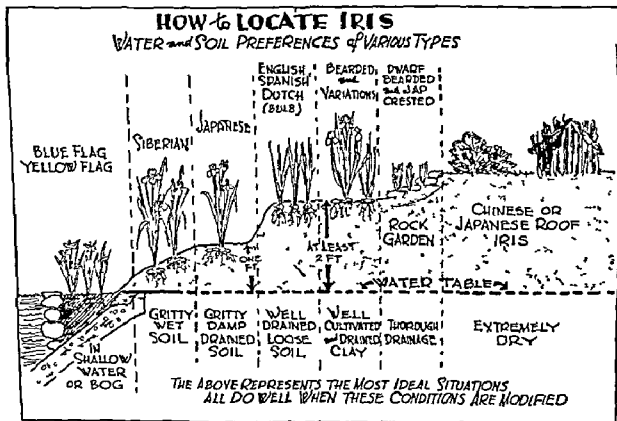 HOW to LOCATE IRIS
WATER and SOIL PREFERENCES of VARIOUS TYPES
BLUE FLAG
YELLOW FLAG
SIBERIAN
JAPANESE
ENGLISH
SPANISH
DUTCH
(BULB)
BEARDED
and
VARIATIONS
DWARF
BEARDED
and JAP
CRESTED
ONE
FT
AT LEAST
2 FT
ROCK
GARDEN
CHINESE OR
JAPANESE ROOF
IRIS
WATER TABLE
IN
SHALLOW
WATER
OR BOG
GRITTY
WET
SOIL
GRITTY
DAMP
DRAINED
SOIL
WELL
DRAINED
LOOSE
SOIL
WELL
CULTIVATED
and DRAINED
CLAY
THOROUGH
DRAINAGE
EXTREMELY
DRY
THE ABOVE REPRESENTS THE MOST IDEAL SITUATIONS
ALL DO WELL WHEN THESE CONDITIONS ARE MODIFIED